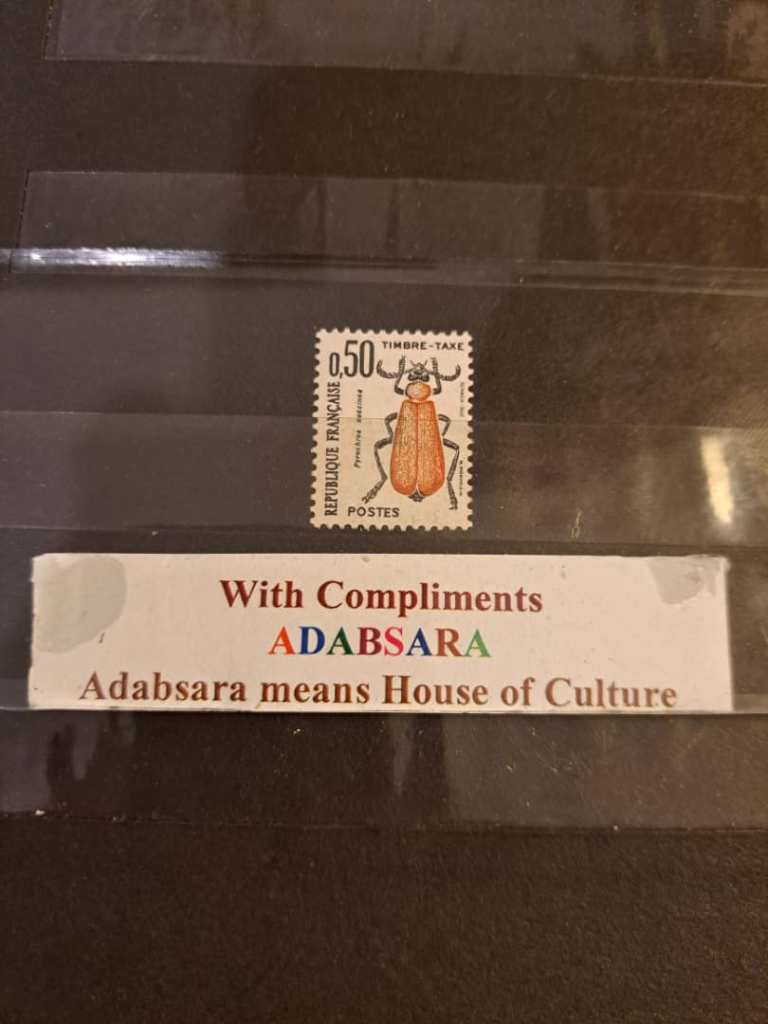 0,50
TIMBRE-TAXE
REPUBLIQUE FRANÇAISE
Pyrochroa coccinea
POSTES
With Compliments
ADABSARA
Adabsara means House of Culture